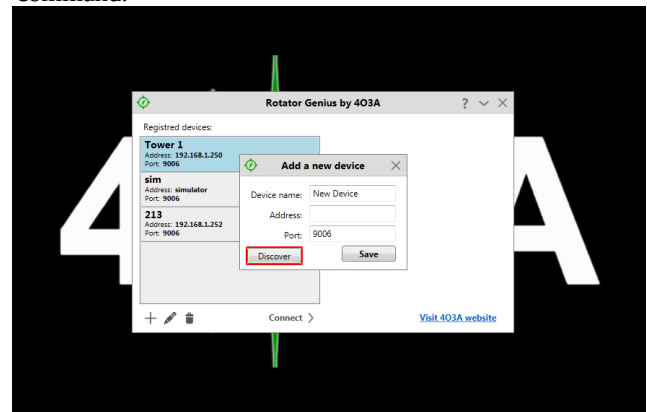 command.
4 A
Rotator Genius by 4O3A ?
Registred devices:
Tower 1
Address: 192.168.1.250
Port: 9006
sim
Address: simulator
Port: 9006
213
Address: 192.168.1.252
Port: 9006
Add a new device
Device name: New Device
Address:
Port: 9006
Discover Save
Connect
Visit 4O3A website